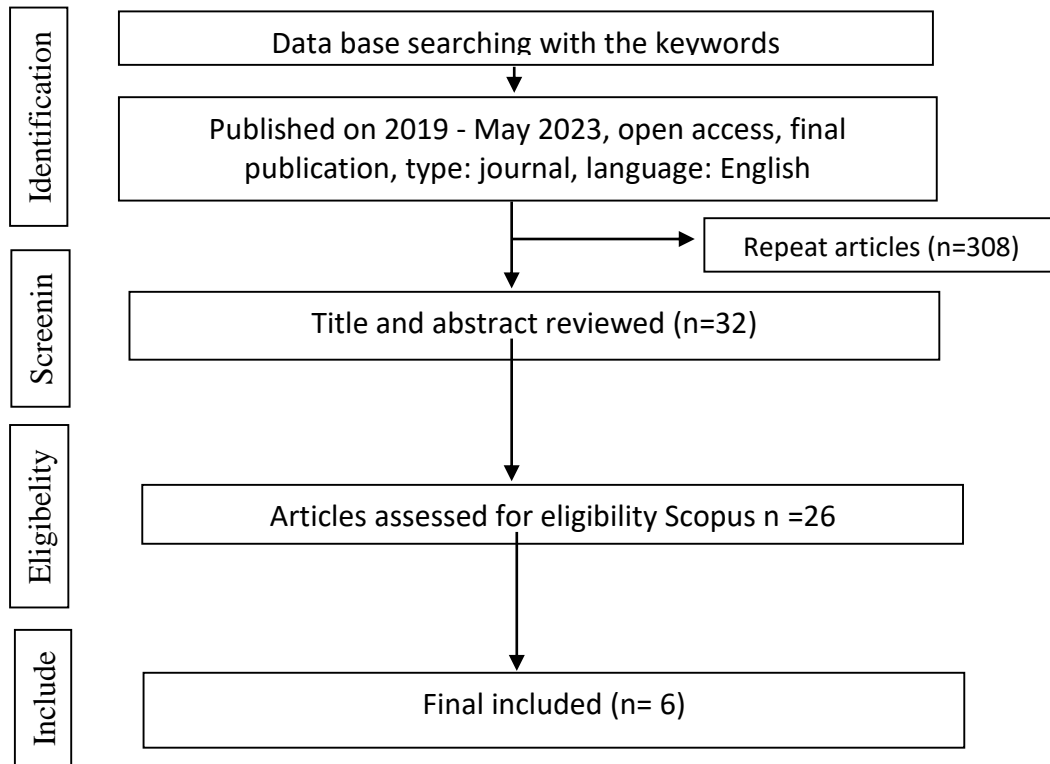 Identification
Data base searching with the keywords
Published on 2019 - May 2023, open access, final
publication, type: journal, language: English
Repeat articles (n=308)
Screenin
Title and abstract reviewed (n=32)
Eligibelity
Articles assessed for eligibility Scopus n =26
Include
Final included (n= 6)